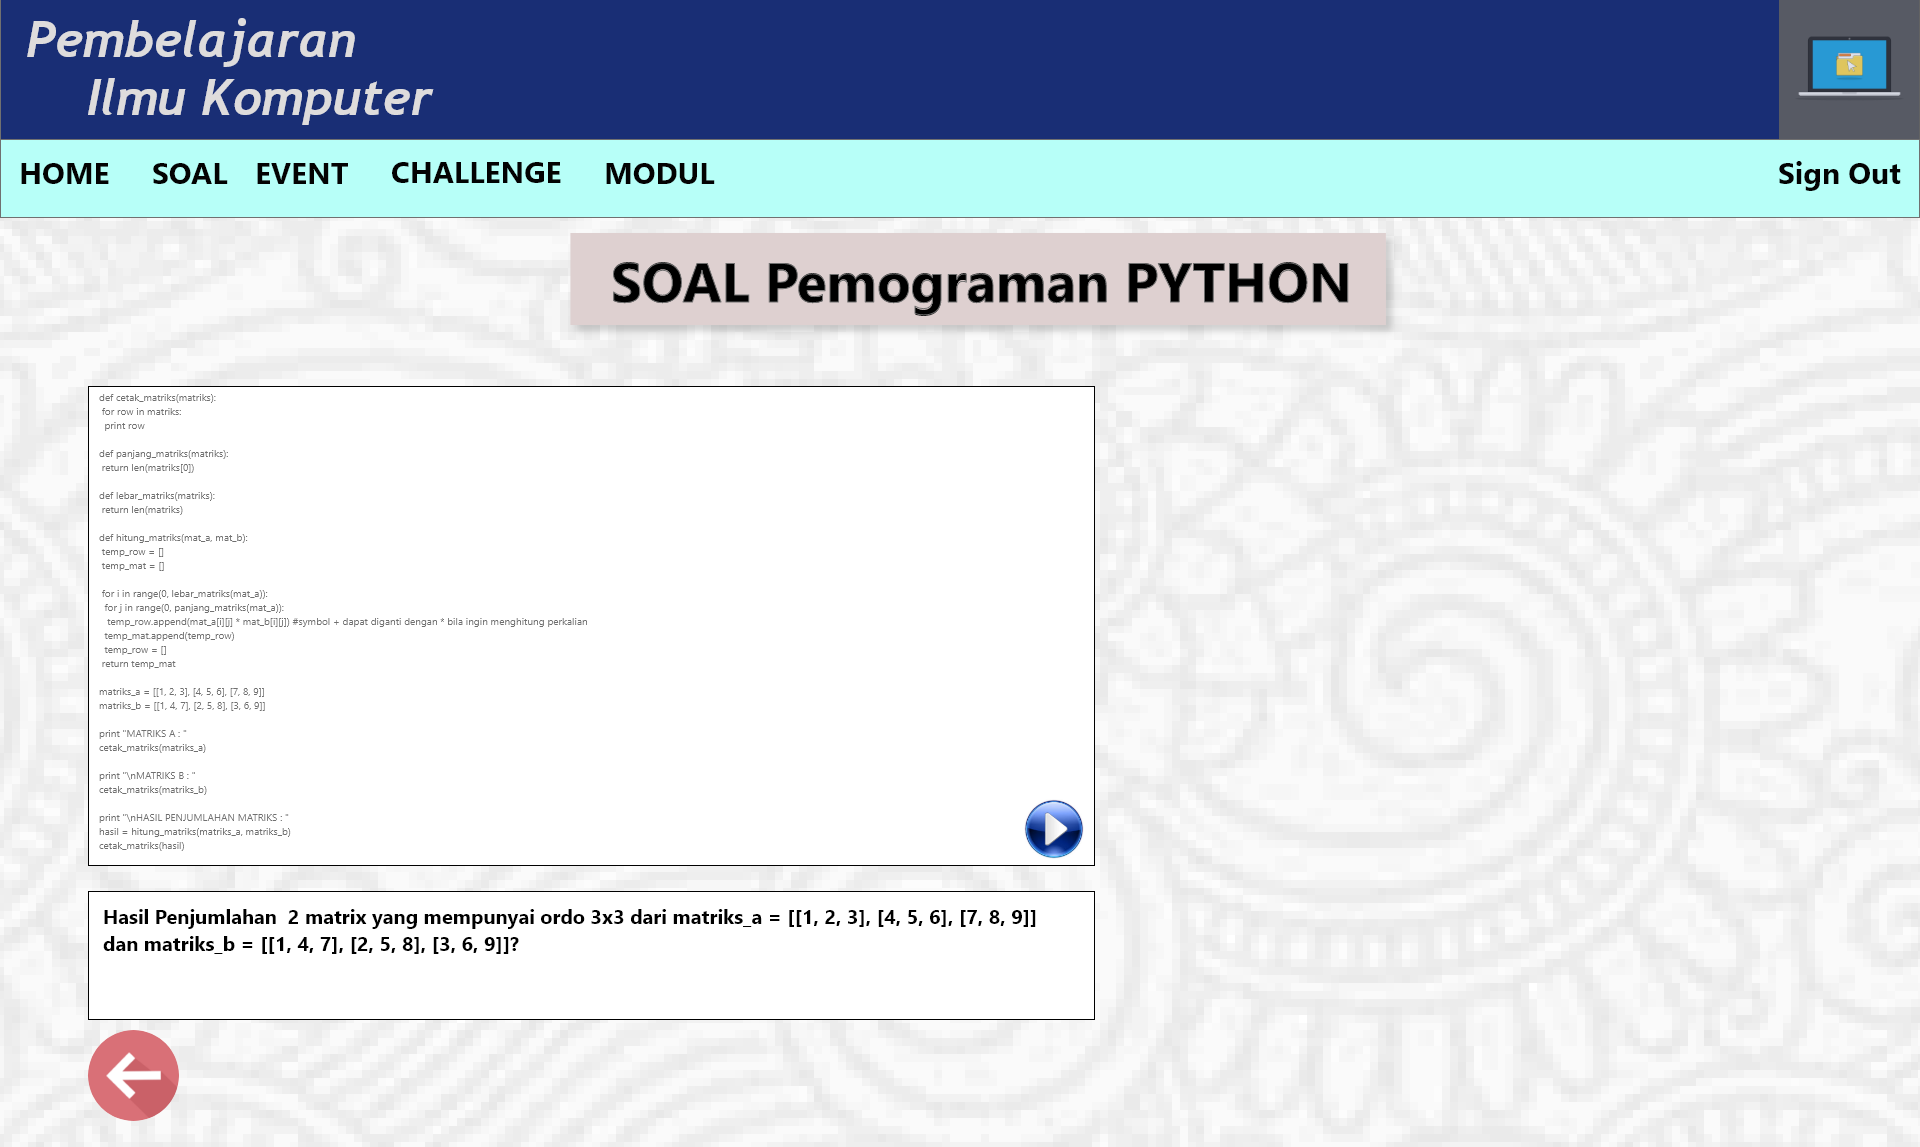 Pembelajaran
Ilmu Komputer
HOME SOAL EVENT CHALLENGE MODUL Sign Out
SOAL Pemograman PYTHON
def cetak_matriks(matriks):
 for row in matriks:
  print row

def panjang_matriks(matriks):
 return len(matriks[0])

def lebar_matriks(matriks):
 return len(matriks)

def hitung_matriks(mat_a, mat_b):
 temp_row = []
 temp_mat = []

 for i in range(0, lebar_matriks(mat_a)):
  for j in range(0, panjang_matriks(mat_a)):
   temp_row.append(mat_a[i][j] * mat_b[i][j]) #symbol + dapat diganti dengan * bila ingin menghitung perkalian
  temp_mat.append(temp_row)
  temp_row = []
 return temp_mat

matriks_a = [[1, 2, 3], [4, 5, 6], [7, 8, 9]]
matriks_b = [[1, 4, 7], [2, 5, 8], [3, 6, 9]]

print "MATRIKS A : "
cetak_matriks(matriks_a)

print "\nMATRIKS B : "
cetak_matriks(matriks_b)

print "\nHASIL PENJUMLAHAN MATRIKS : "
hasil = hitung_matriks(matriks_a, matriks_b)
cetak_matriks(hasil)

Hasil Penjumlahan  2 matrix yang mempunyai ordo 3x3 dari matriks_a = [[1, 2, 3], [4, 5, 6], [7, 8, 9]]
dan matriks_b = [[1, 4, 7], [2, 5, 8], [3, 6, 9]]?